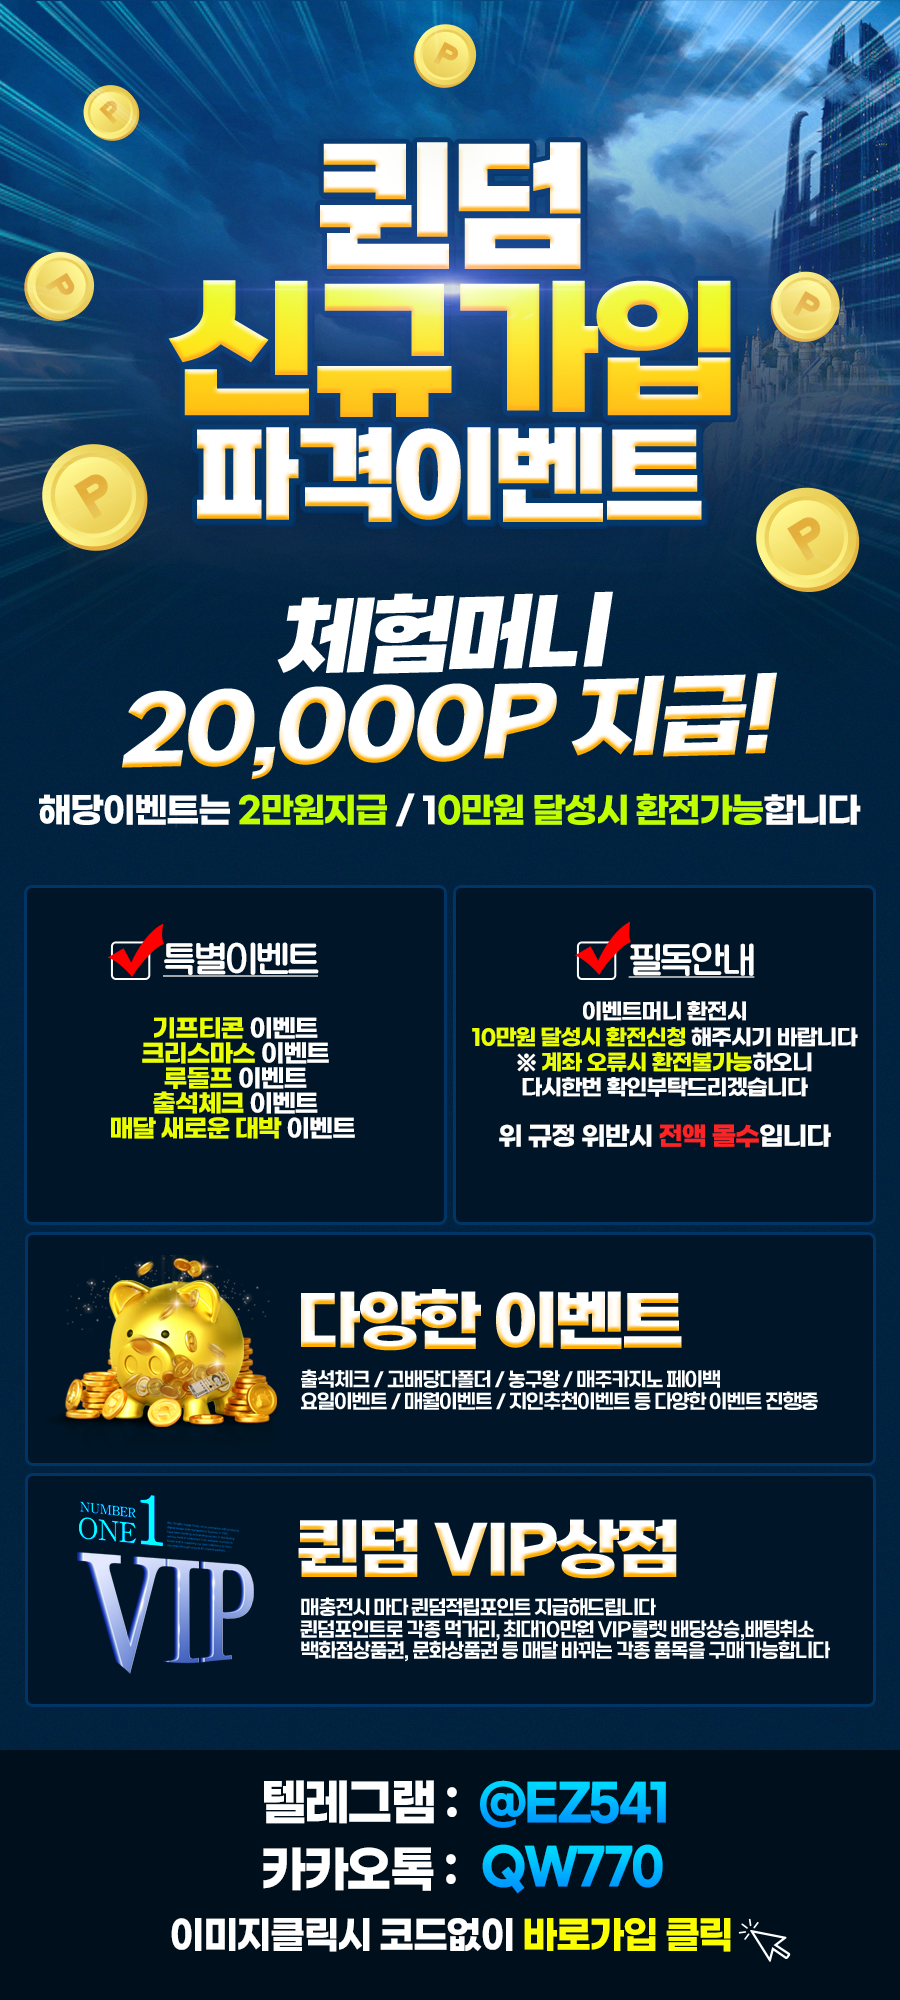 퀸덤
신규가입
파격이벤트
체험머니
20,000P 지급!
해당이벤트는 2만원지급 / 10만원 달성시 환전가능합니다
특별이벤트
기프티콘 이벤트
크리스마스 이벤트
루돌프 이벤트
출석체크 이벤트
매달 새로운 대박 이벤트
필독안내
이벤트머니 환전시
10만원 달성시 환전신청 해주시기 바랍니다
※ 계좌 오류시 환전불가능하오니
다시한번 확인부탁드리겠습니다
위 규정 위반시 전액 몰수입니다
다양한 이벤트
출석체크 / 고배당다폴더 / 농구왕 / 매주카지노 페이백
요일이벤트 / 매월이벤트 / 지인추천이벤트 등 다양한 이벤트 진행중
NUMBER
ONE 1
VIP
퀸덤 VIP상점
매충전시 마다 퀸덤적립포인트 지급해드립니다
퀸덤포인트로 각종 먹거리, 최대10만원 VIP룰렛 배당상승,배팅취소
백화점상품권, 문화상품권 등 매달 바뀌는 각종 품목을 구매가능합니다
텔레그램 : @EZ541
카카오톡 : QW770
이미지클릭시 코드없이 바로가입 클릭